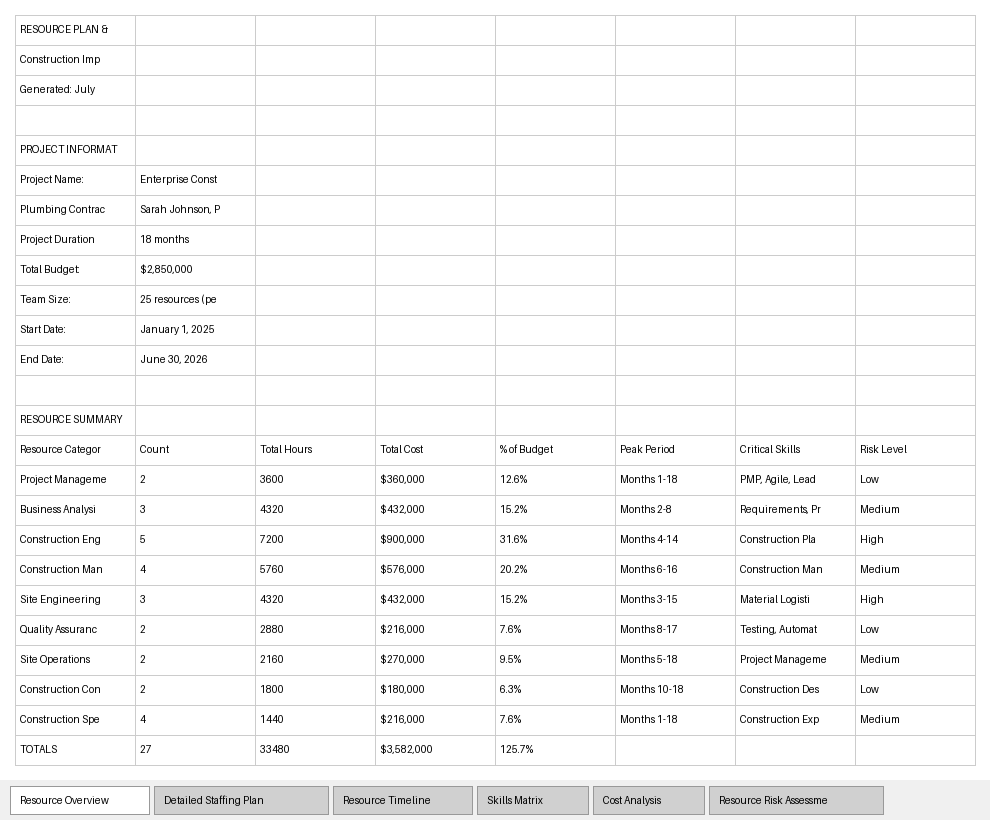 RESOURCE PLAN &
Construction Imp
Generated: July
PROJECT INFORMAT
Project Name: Enterprise Const
Plumbing Contrac Sarah Johnson, P
Project Duration 18 months
Total Budget: $2,850,000
Team Size: 25 resources (pe
Start Date: January 1, 2025
End Date: June 30, 2026
RESOURCE SUMMARY
Resource Categor Count Total Hours Total Cost % of Budget Peak Period Critical Skills Risk Level
Project Manageme 2 3600 $360,000 12.6% Months 1-18 PMP, Agile, Lead Low
Business Analysi 3 4320 $432,000 15.2% Months 2-8 Requirements, Pr Medium
Construction Eng 5 7200 $900,000 31.6% Months 4-14 Construction Pla High
Construction Man 4 5760 $576,000 20.2% Months 6-16 Construction Man Medium
Site Engineering 3 4320 $432,000 15.2% Months 3-15 Material Logisti High
Quality Assuranc 2 2880 $216,000 7.6% Months 8-17 Testing, Automat Low
Site Operations 2 2160 $270,000 9.5% Months 5-18 Project Manageme Medium
Construction Con 2 1800 $180,000 6.3% Months 10-18 Construction Des Low
Construction Spe 4 1440 $216,000 7.6% Months 1-18 Construction Exp Medium
TOTALS 27 33480 $3,582,000 125.7%
Resource Overview Detailed Staffing Plan Resource Timeline Skills Matrix Cost Analysis Resource Risk Assessme